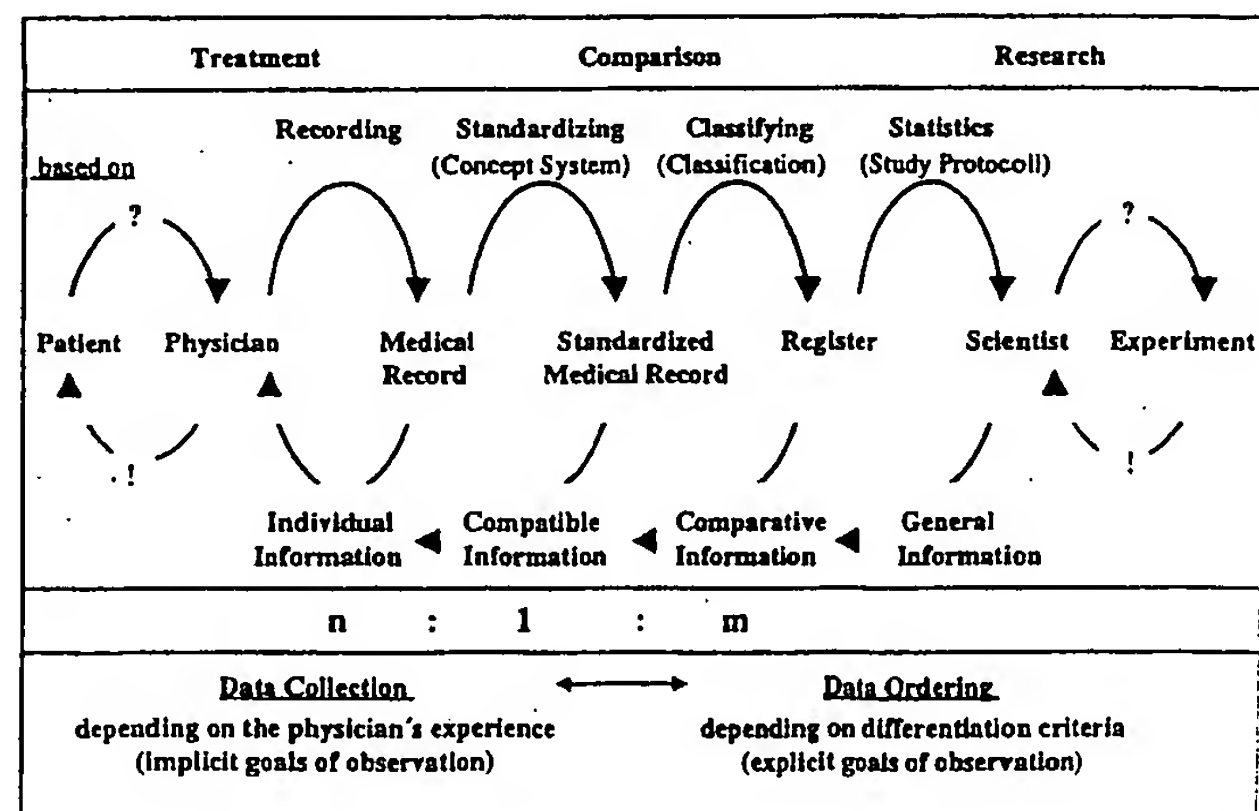 Treatment Comparison Research
Recording Standardizing Classifying Statistics
based on (Concept System) (Classification) (Study Protocoll)
? ?
Patient Physician Medical Standardized Register Scientist Experiment
Record Medical Record
! !
Individual Compatible Comparative General
Information Information Information Information
n : 1 : m
Data Collection Data Ordering
depending on the physician's experience depending on differentiation criteria
(implicit goals of observation) (explicit goals of observation)